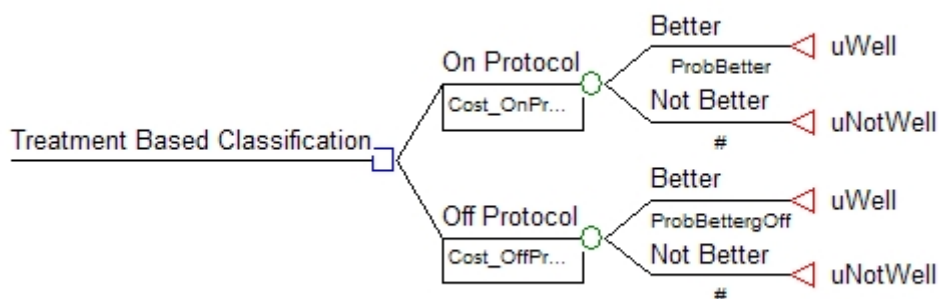 Better
uWell
ProbBetter
On Protocol
Cost_OnPr...
Not Better
uNotWell
#
Treatment Based Classification
Better
uWell
ProbBettergOff
Off Protocol
Cost_OffPr...
Not Better
uNotWell
#